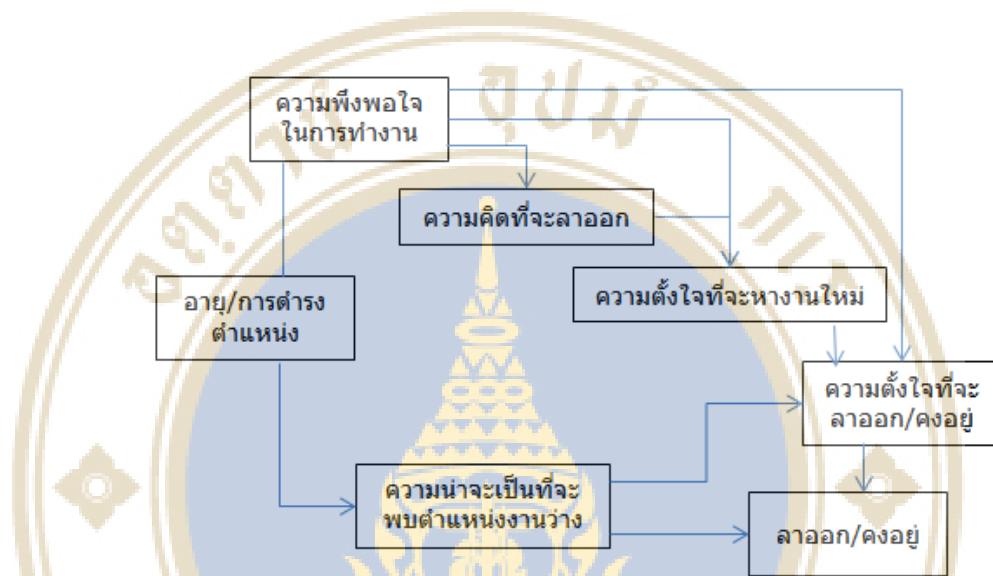 ความพึงพอใจ
ในการทำงาน
ความคิดที่จะลาออก
ความตั้งใจที่จะหางานใหม่
อายุ/การดำรง
ตำแหน่ง
ความตั้งใจที่จะ
ลาออก/คงอยู่
ความน่าจะเป็นที่จะ
พบตำแหน่งงานว่าง
ลาออก/คงอยู่